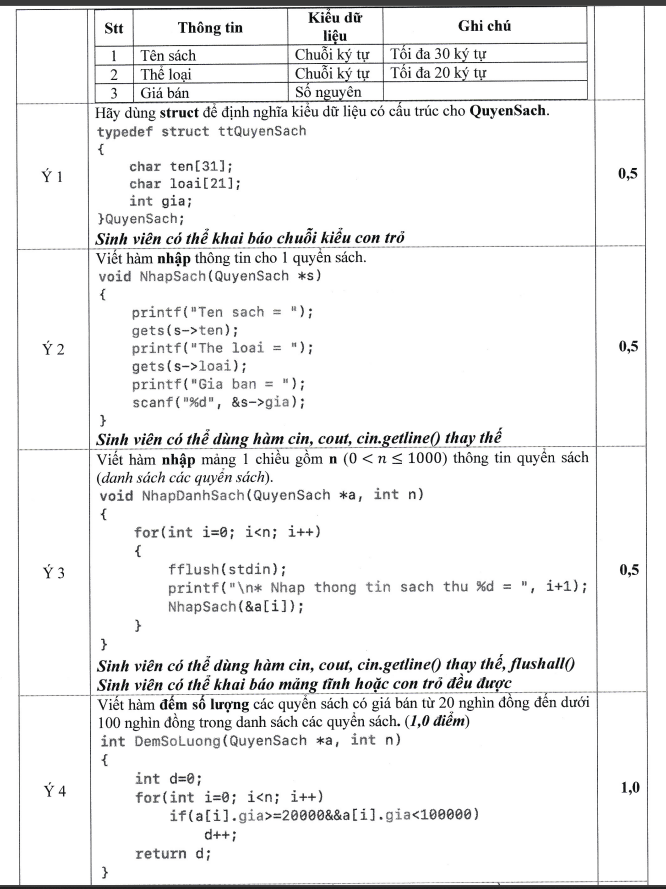 Stt Thông tin Kiểu dữ liệu Ghi chú
1 Tên sách Chuỗi ký tự Tối đa 30 ký tự
2 Thể loại Chuỗi ký tự Tối đa 20 ký tự
3 Giá bán Số nguyên
Hãy dùng struct để định nghĩa kiểu dữ liệu có cấu trúc cho QuyenSach.
typedef struct ttQuyenSach
{
char ten[31];
Ý 1
char loai[21];
0,5
int gia;
}QuyenSach;
Sinh viên có thể khai báo chuỗi kiểu con trỏ
Viết hàm nhập thông tin cho 1 quyển sách.
void NhapSach(QuyenSach *s)
{
printf("Ten sach = ");
gets(s->ten);
Ý 2
printf("The loai = ");
0,5
gets(s->loai);
printf("Gia ban = ");
scanf("%d", &s->gia);
}
Sinh viên có thể dùng hàm cin, cout, cin.getline() thay thế
Viết hàm nhập mảng 1 chiều gồm n (0 < n ≤ 1000) thông tin quyển sách
(danh sách các quyển sách).
void NhapDanhSach(QuyenSach *a, int n)
{
for(int i=0; i<n; i++)
{
Ý 3
fflush(stdin);
0,5
printf("\n* Nhap thong tin sach thu %d = ", i+1);
NhapSach(&a[i]);
}
}
Sinh viên có thể dùng hàm cin, cout, cin.getline() thay thế, flushall()
Sinh viên có thể khai báo mảng tĩnh hoặc con trỏ đều được
Viết hàm đếm số lượng các quyển sách có giá bán từ 20 nghìn đồng đến dưới
100 nghìn đồng trong danh sách các quyển sách. (1,0 điểm)
int DemSoLuong(QuyenSach *a, int n)
{
int d=0;
Ý 4
for(int i=0; i<n; i++)
1,0
if(a[i].gia>=20000&&a[i].gia<100000)
d++;
return d;
}